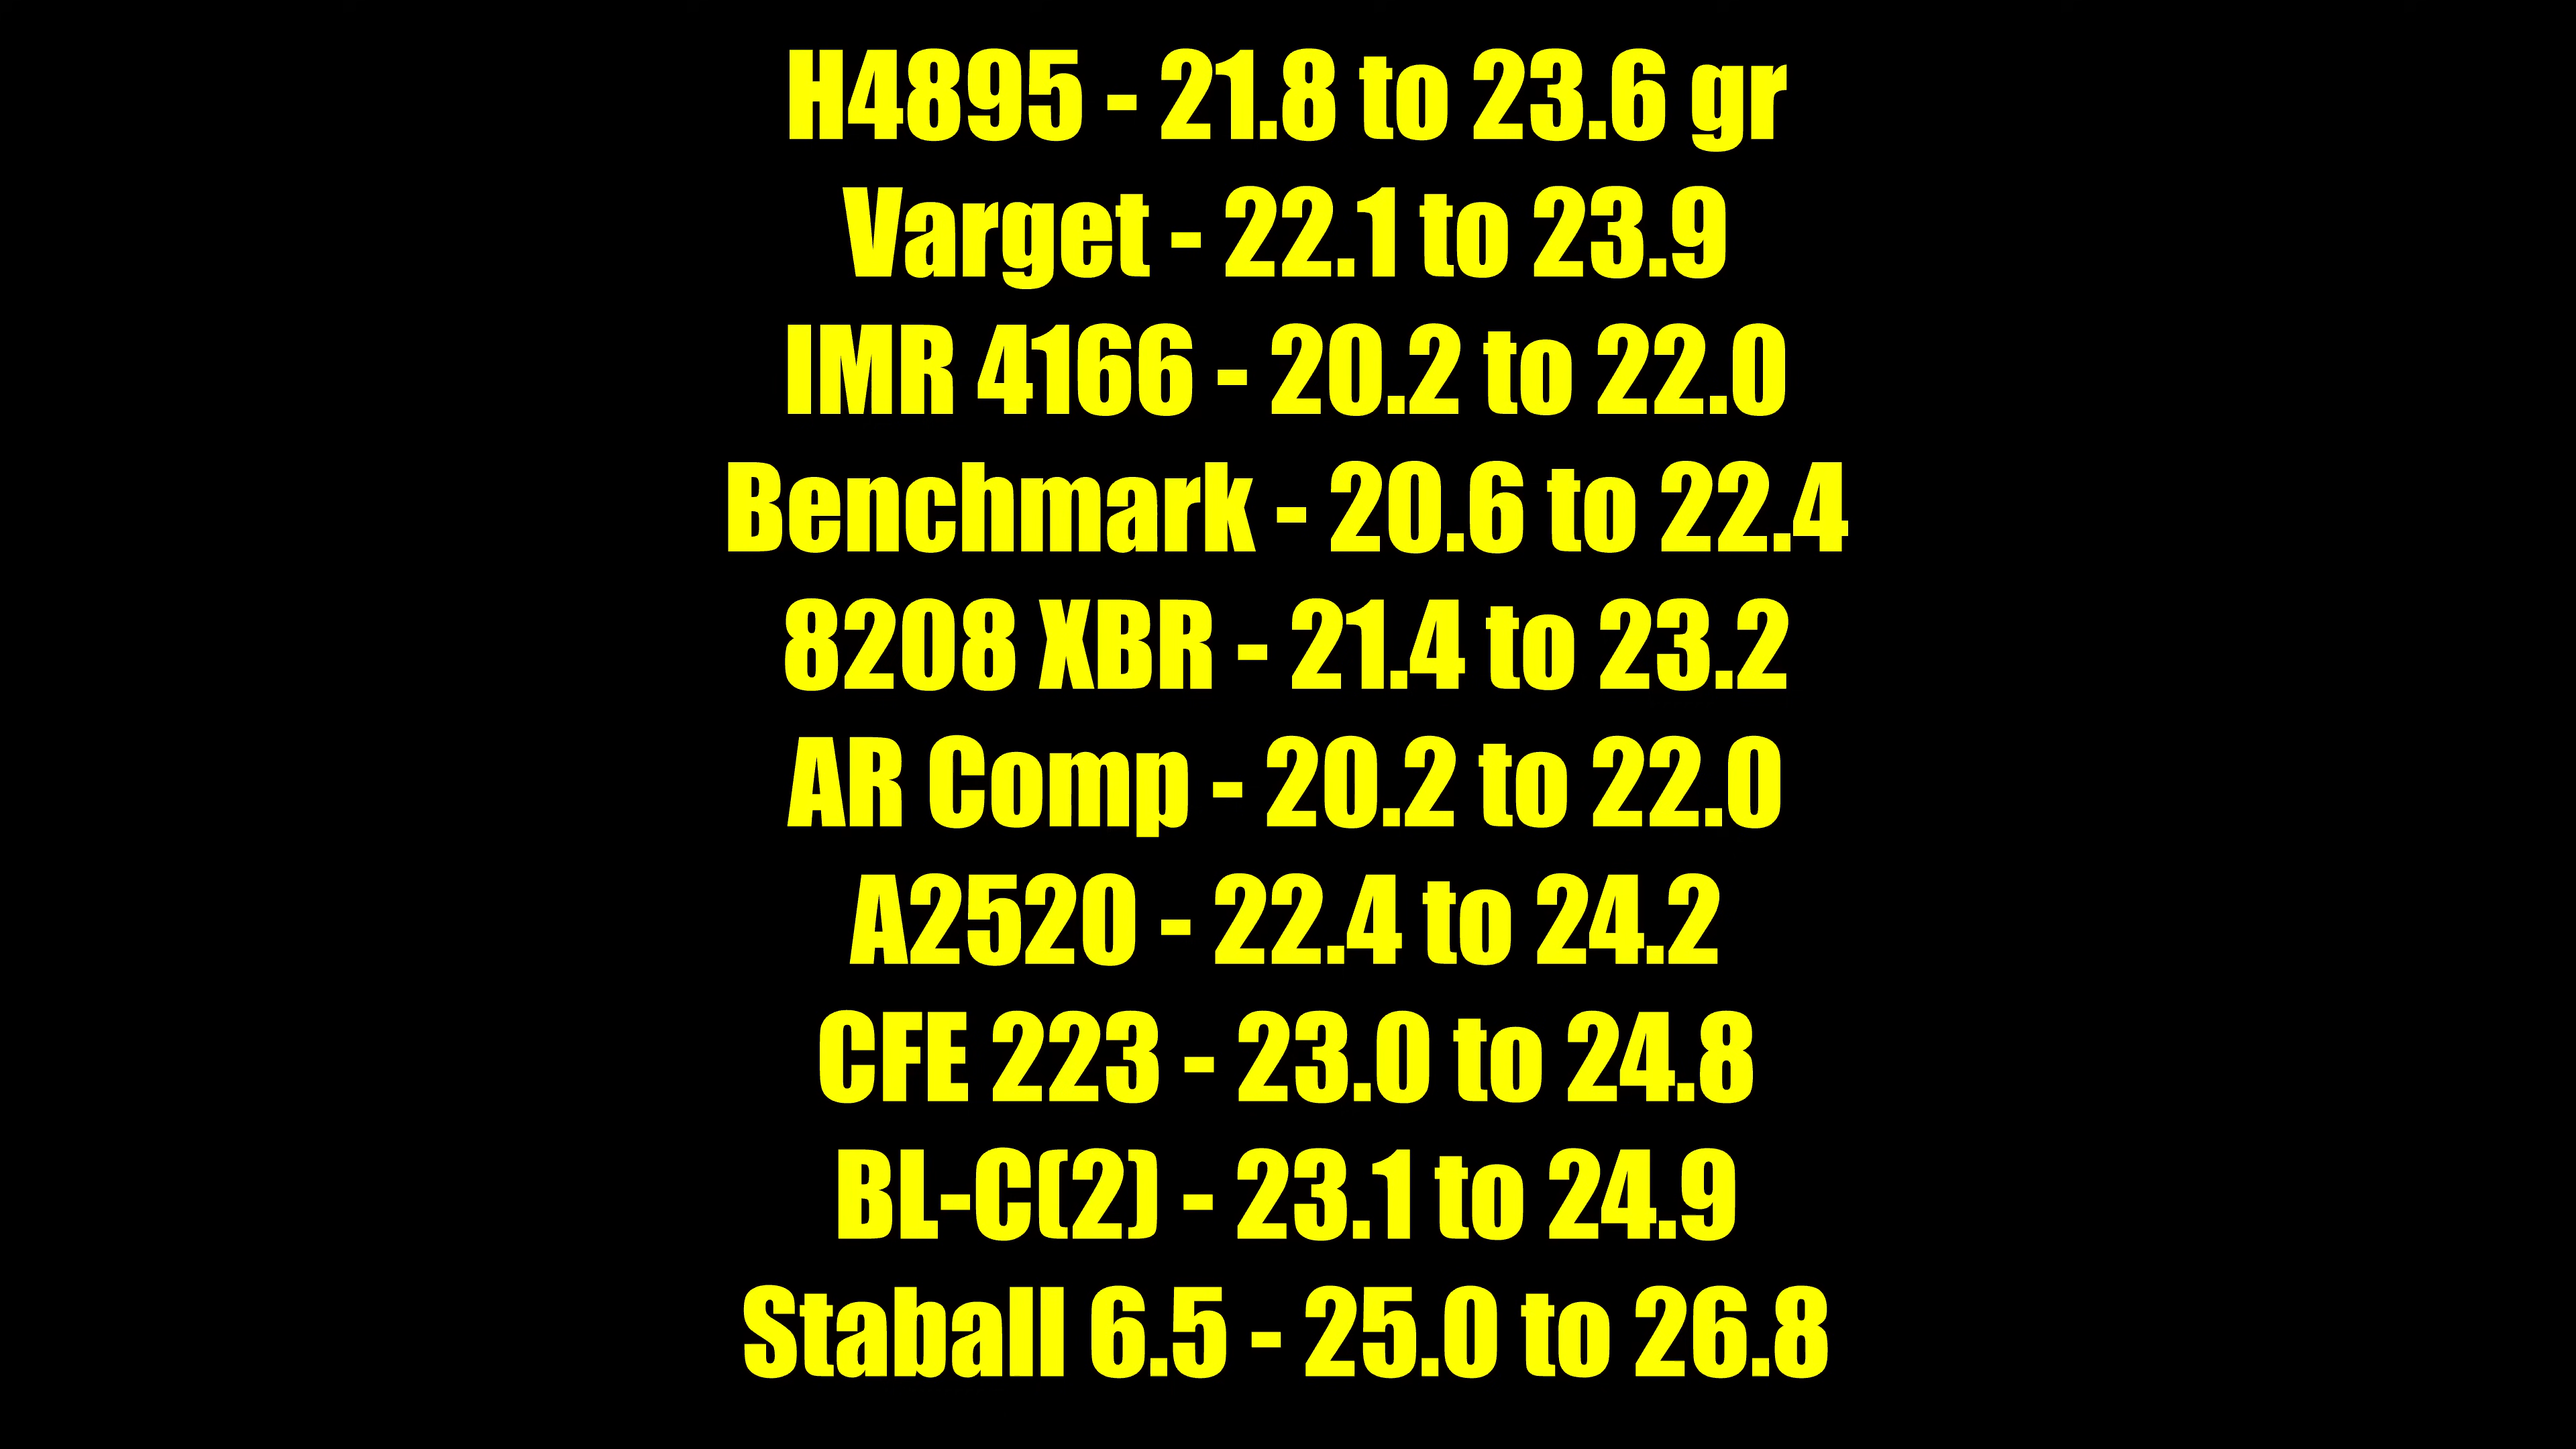 H4895 - 21.8 to 23.6 gr
Varget - 22.1 to 23.9
IMR 4166 - 20.2 to 22.0
Benchmark - 20.6 to 22.4
8208 XBR - 21.4 to 23.2
AR Comp - 20.2 to 22.0
A2520 - 22.4 to 24.2
CFE 223 - 23.0 to 24.8
BL-C(2) - 23.1 to 24.9
Staball 6.5 - 25.0 to 26.8